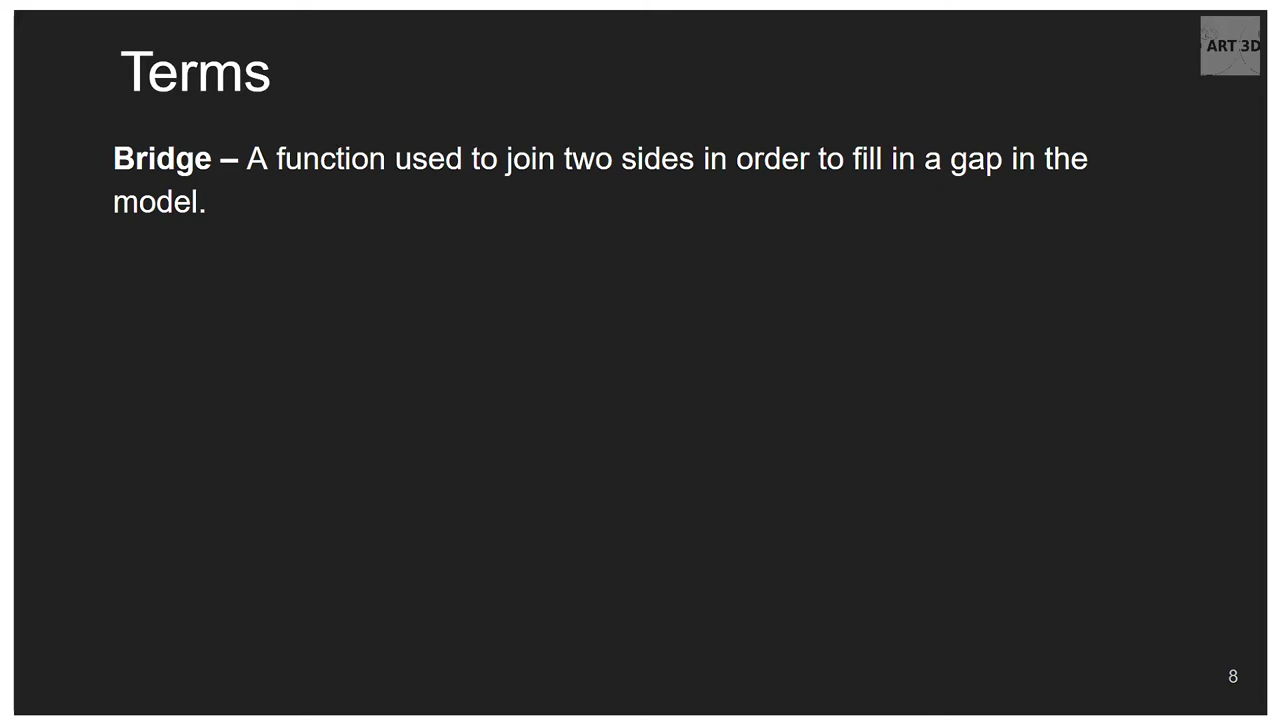 ART 3D
Terms
Bridge – A function used to join two sides in order to fill in a gap in the
model.
8